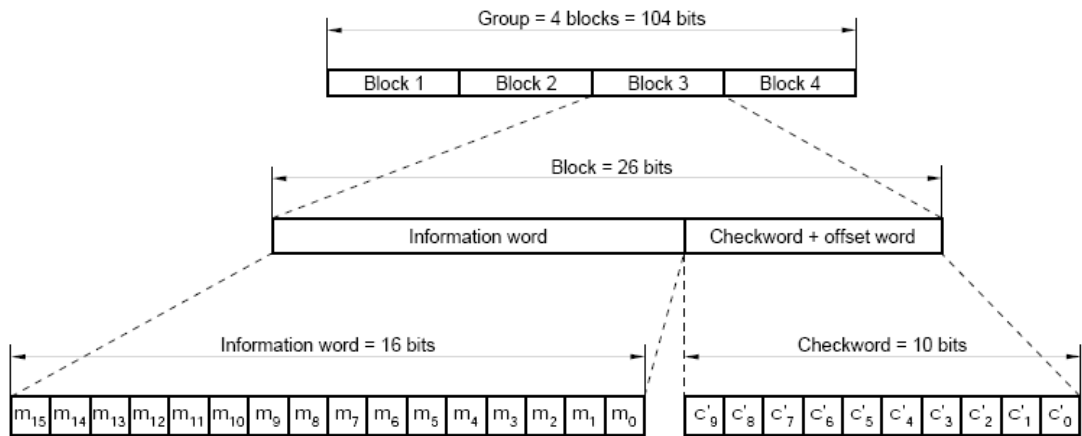 Group = 4 blocks = 104 bits
Block 1 Block 2 Block 3 Block 4
Block = 26 bits
Information word Checkword + offset word
Information word = 16 bits Checkword = 10 bits
m₁₅ m₁₄ m₁₃ m₁₂ m₁₁ m₁₀ m₉ m₈ m₇ m₆ m₅ m₄ m₃ m₂ m₁ m₀ c'₉ c'₈ c'₇ c'₆ c'₅ c'₄ c'₃ c'₂ c'₁ c'₀